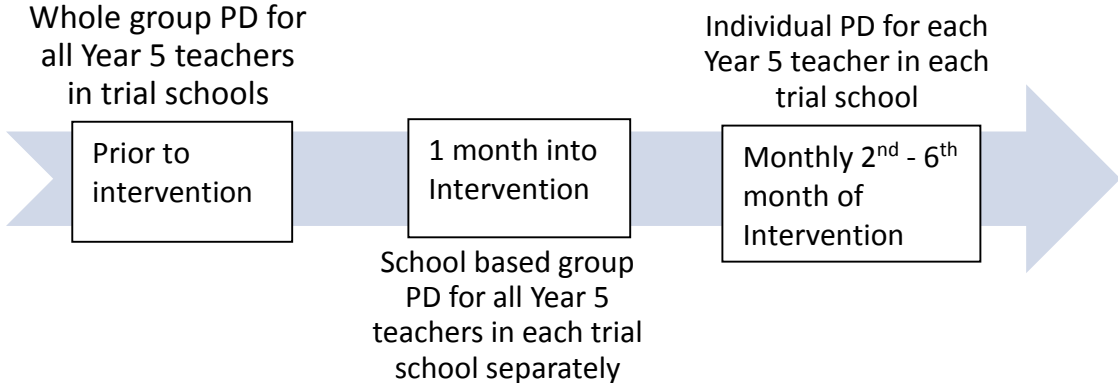 Whole group PD for
all Year 5 teachers
in trial schools
Prior to
intervention
1 month into
Intervention
School based group
PD for all Year 5
teachers in each trial
school separately
Individual PD for each
Year 5 teacher in each
trial school
Monthly 2nd - 6th
month of
Intervention